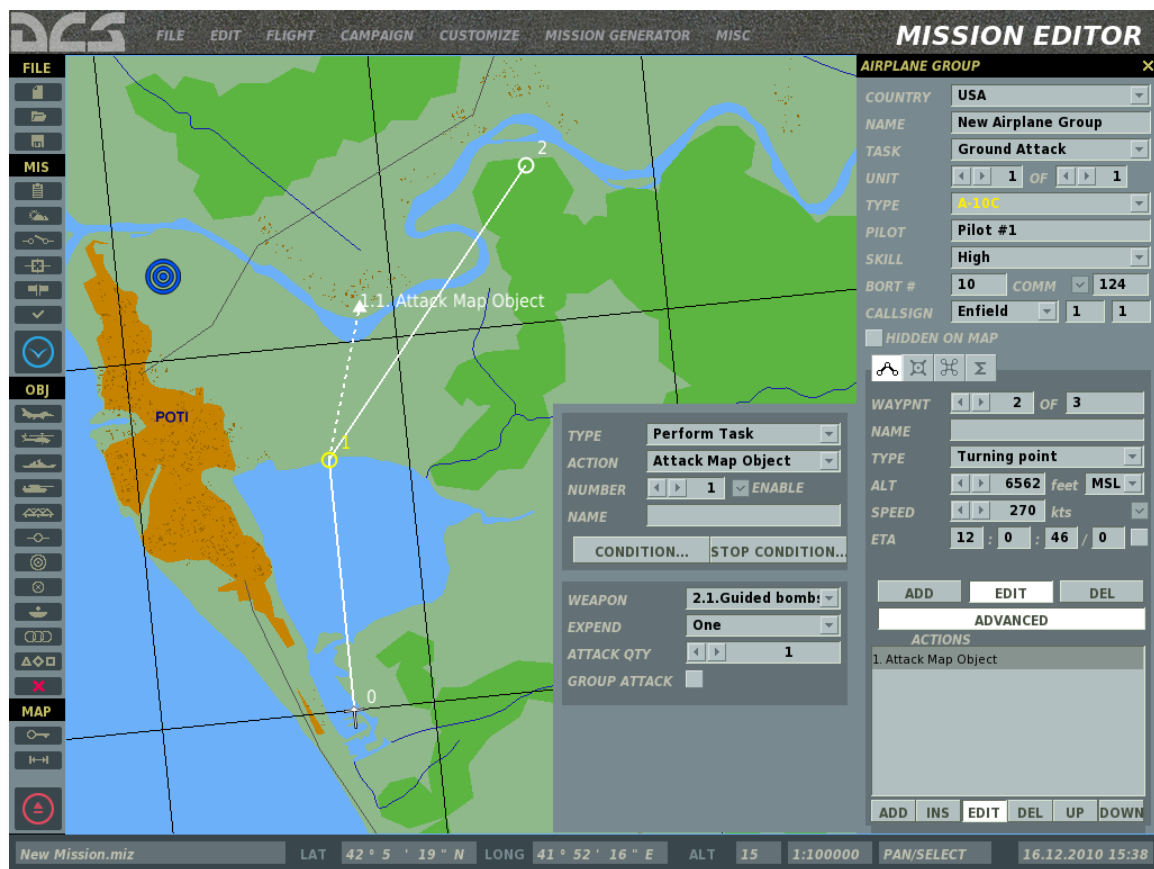 DCS
FILE EDIT FLIGHT CAMPAIGN CUSTOMIZE MISSION GENERATOR MISC
MISSION EDITOR
FILE
MIS
OBJ
MAP
2
1.1. Attack Map Object
POTI
1
0
TYPE Perform Task
ACTION Attack Map Object
NUMBER 1 ENABLE
NAME
CONDITION... STOP CONDITION...
WEAPON 2.1.Guided bombs
EXPEND One
ATTACK QTY 1
GROUP ATTACK
AIRPLANE GROUP
COUNTRY USA
NAME New Airplane Group
TASK Ground Attack
UNIT 1 OF 1
TYPE A-10C
PILOT Pilot #1
SKILL High
BORT # 10 COMM 124
CALLSIGN Enfield 1 1
HIDDEN ON MAP
Σ
WAYPNT 2 OF 3
NAME
TYPE Turning point
ALT 6562 feet MSL
SPEED 270 kts
ETA 12 : 0 : 46 / 0
ADD EDIT DEL
ADVANCED
ACTIONS
1. Attack Map Object
ADD INS EDIT DEL UP DOWN
New Mission.miz LAT 42 ° 5 ' 19 " N LONG 41 ° 52 ' 16 " E ALT 15 1:100000 PAN/SELECT 16.12.2010 15:38